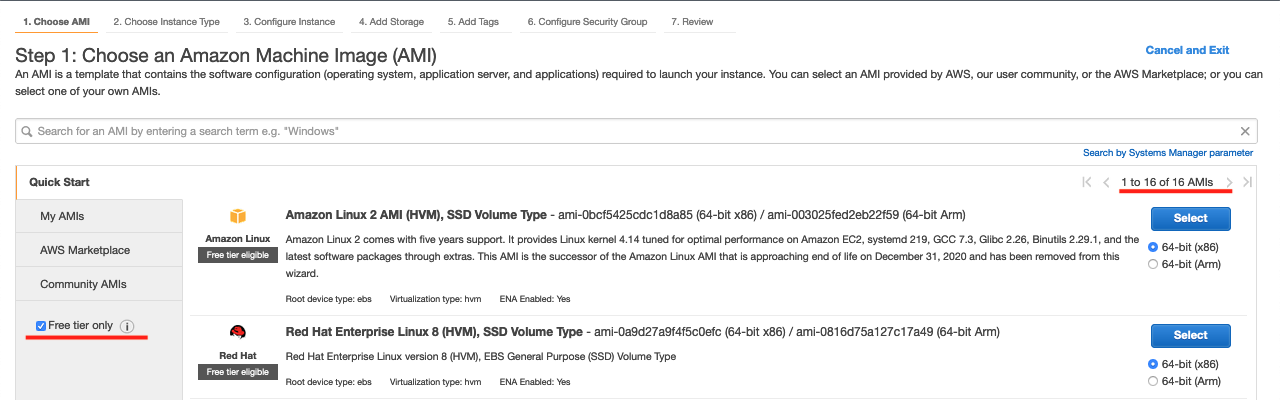 1. Choose AMI 2. Choose Instance Type 3. Configure Instance 4. Add Storage 5. Add Tags 6. Configure Security Group 7. Review
Step 1: Choose an Amazon Machine Image (AMI)
Cancel and Exit
An AMI is a template that contains the software configuration (operating system, application server, and applications) required to launch your instance. You can select an AMI provided by AWS, our user community, or the AWS Marketplace; or you can
select one of your own AMIs.
Search for an AMI by entering a search term e.g. "Windows"
Search by Systems Manager parameter
Quick Start
1 to 16 of 16 AMIs
My AMIs
AWS Marketplace
Community AMIs
Free tier only
Amazon Linux
Free tier eligible
Amazon Linux 2 AMI (HVM), SSD Volume Type - ami-0bcf5425cdc1d8a85 (64-bit x86) / ami-003025fed2eb22f59 (64-bit Arm)
Amazon Linux 2 comes with five years support. It provides Linux kernel 4.14 tuned for optimal performance on Amazon EC2, systemd 219, GCC 7.3, Glibc 2.26, Binutils 2.29.1, and the
latest software packages through extras. This AMI is the successor of the Amazon Linux AMI that is approaching end of life on December 31, 2020 and has been removed from this
wizard.
Root device type: ebs Virtualization type: hvm ENA Enabled: Yes
Select
64-bit (x86)
64-bit (Arm)
Red Hat
Free tier eligible
Red Hat Enterprise Linux 8 (HVM), SSD Volume Type - ami-0a9d27a9f4f5c0efc (64-bit x86) / ami-0816d75a127c17a49 (64-bit Arm)
Red Hat Enterprise Linux version 8 (HVM), EBS General Purpose (SSD) Volume Type
Root device type: ebs Virtualization type: hvm ENA Enabled: Yes
Select
64-bit (x86)
64-bit (Arm)